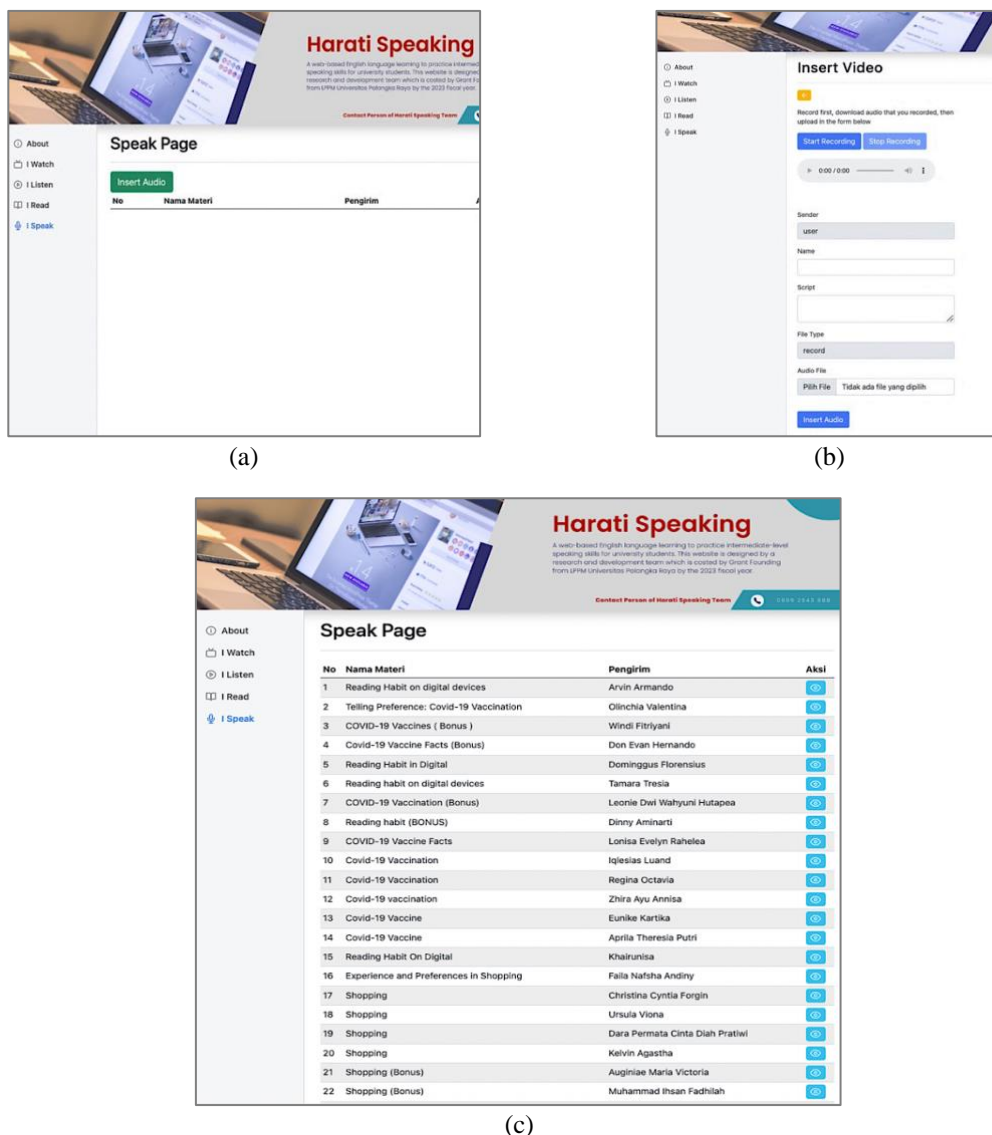 Harati Speaking
A web-based English language learning to practice intermed
speaking skills for university students. This website is designed
research and development team which is costed by Grant Fo
from LPPM Universitas Palangka Raya by the 2023 fiscal year.
Contact Person of Harati Speaking Team
About
I Watch
I Listen
I Read
I Speak
Speak Page
Insert Audio
No Nama Materi Pengirim
(a)
About
I Watch
I Listen
I Read
I Speak
Insert Video
Record first, download audio that you recorded, then
upload in the form below
Start Recording Stop Recording
0:00 / 0:00
Sender
user
Name
Script
File Type
record
Audio File
Pilih File Tidak ada file yang dipilih
Insert Audio
(b)
Harati Speaking
A web-based English language learning to practice intermediate-level
speaking skills for university students. This website is designed by a
research and development team which is costed by Grant Founding
from LPPM Universitas Palangka Raya by the 2023 fiscal year.
Contact Person of Harati Speaking Team
About
I Watch
I Listen
I Read
I Speak
Speak Page
No Nama Materi Pengirim Aksi
1 Reading Habit on digital devices Arvin Armando
2 Telling Preference: Covid-19 Vaccination Olinchia Valentina
3 COVID-19 Vaccines ( Bonus ) Windi Fitriyani
4 Covid-19 Vaccine Facts (Bonus) Don Evan Hernando
5 Reading Habit in Digital Dominggus Florensius
6 Reading habit on digital devices Tamara Tresia
7 COVID-19 Vaccination (Bonus) Leonie Dwi Wahyuni Hutapea
8 Reading habit (BONUS) Dinny Aminarti
9 COVID-19 Vaccine Facts Lonisa Evelyn Rahelea
10 Covid-19 Vaccination Iqlesias Luand
11 Covid-19 Vaccination Regina Octavia
12 Covid-19 vaccination Zhira Ayu Annisa
13 Covid-19 Vaccine Eunike Kartika
14 Covid-19 Vaccine Aprila Theresia Putri
15 Reading Habit On Digital Khairunisa
16 Experience and Preferences in Shopping Faila Nafsha Andiny
17 Shopping Christina Cyntia Forgin
18 Shopping Ursula Viona
19 Shopping Dara Permata Cinta Diah Pratiwi
20 Shopping Kelvin Agastha
21 Shopping (Bonus) Auginiae Maria Victoria
22 Shopping (Bonus) Muhammad Ihsan Fadhilah
(c)